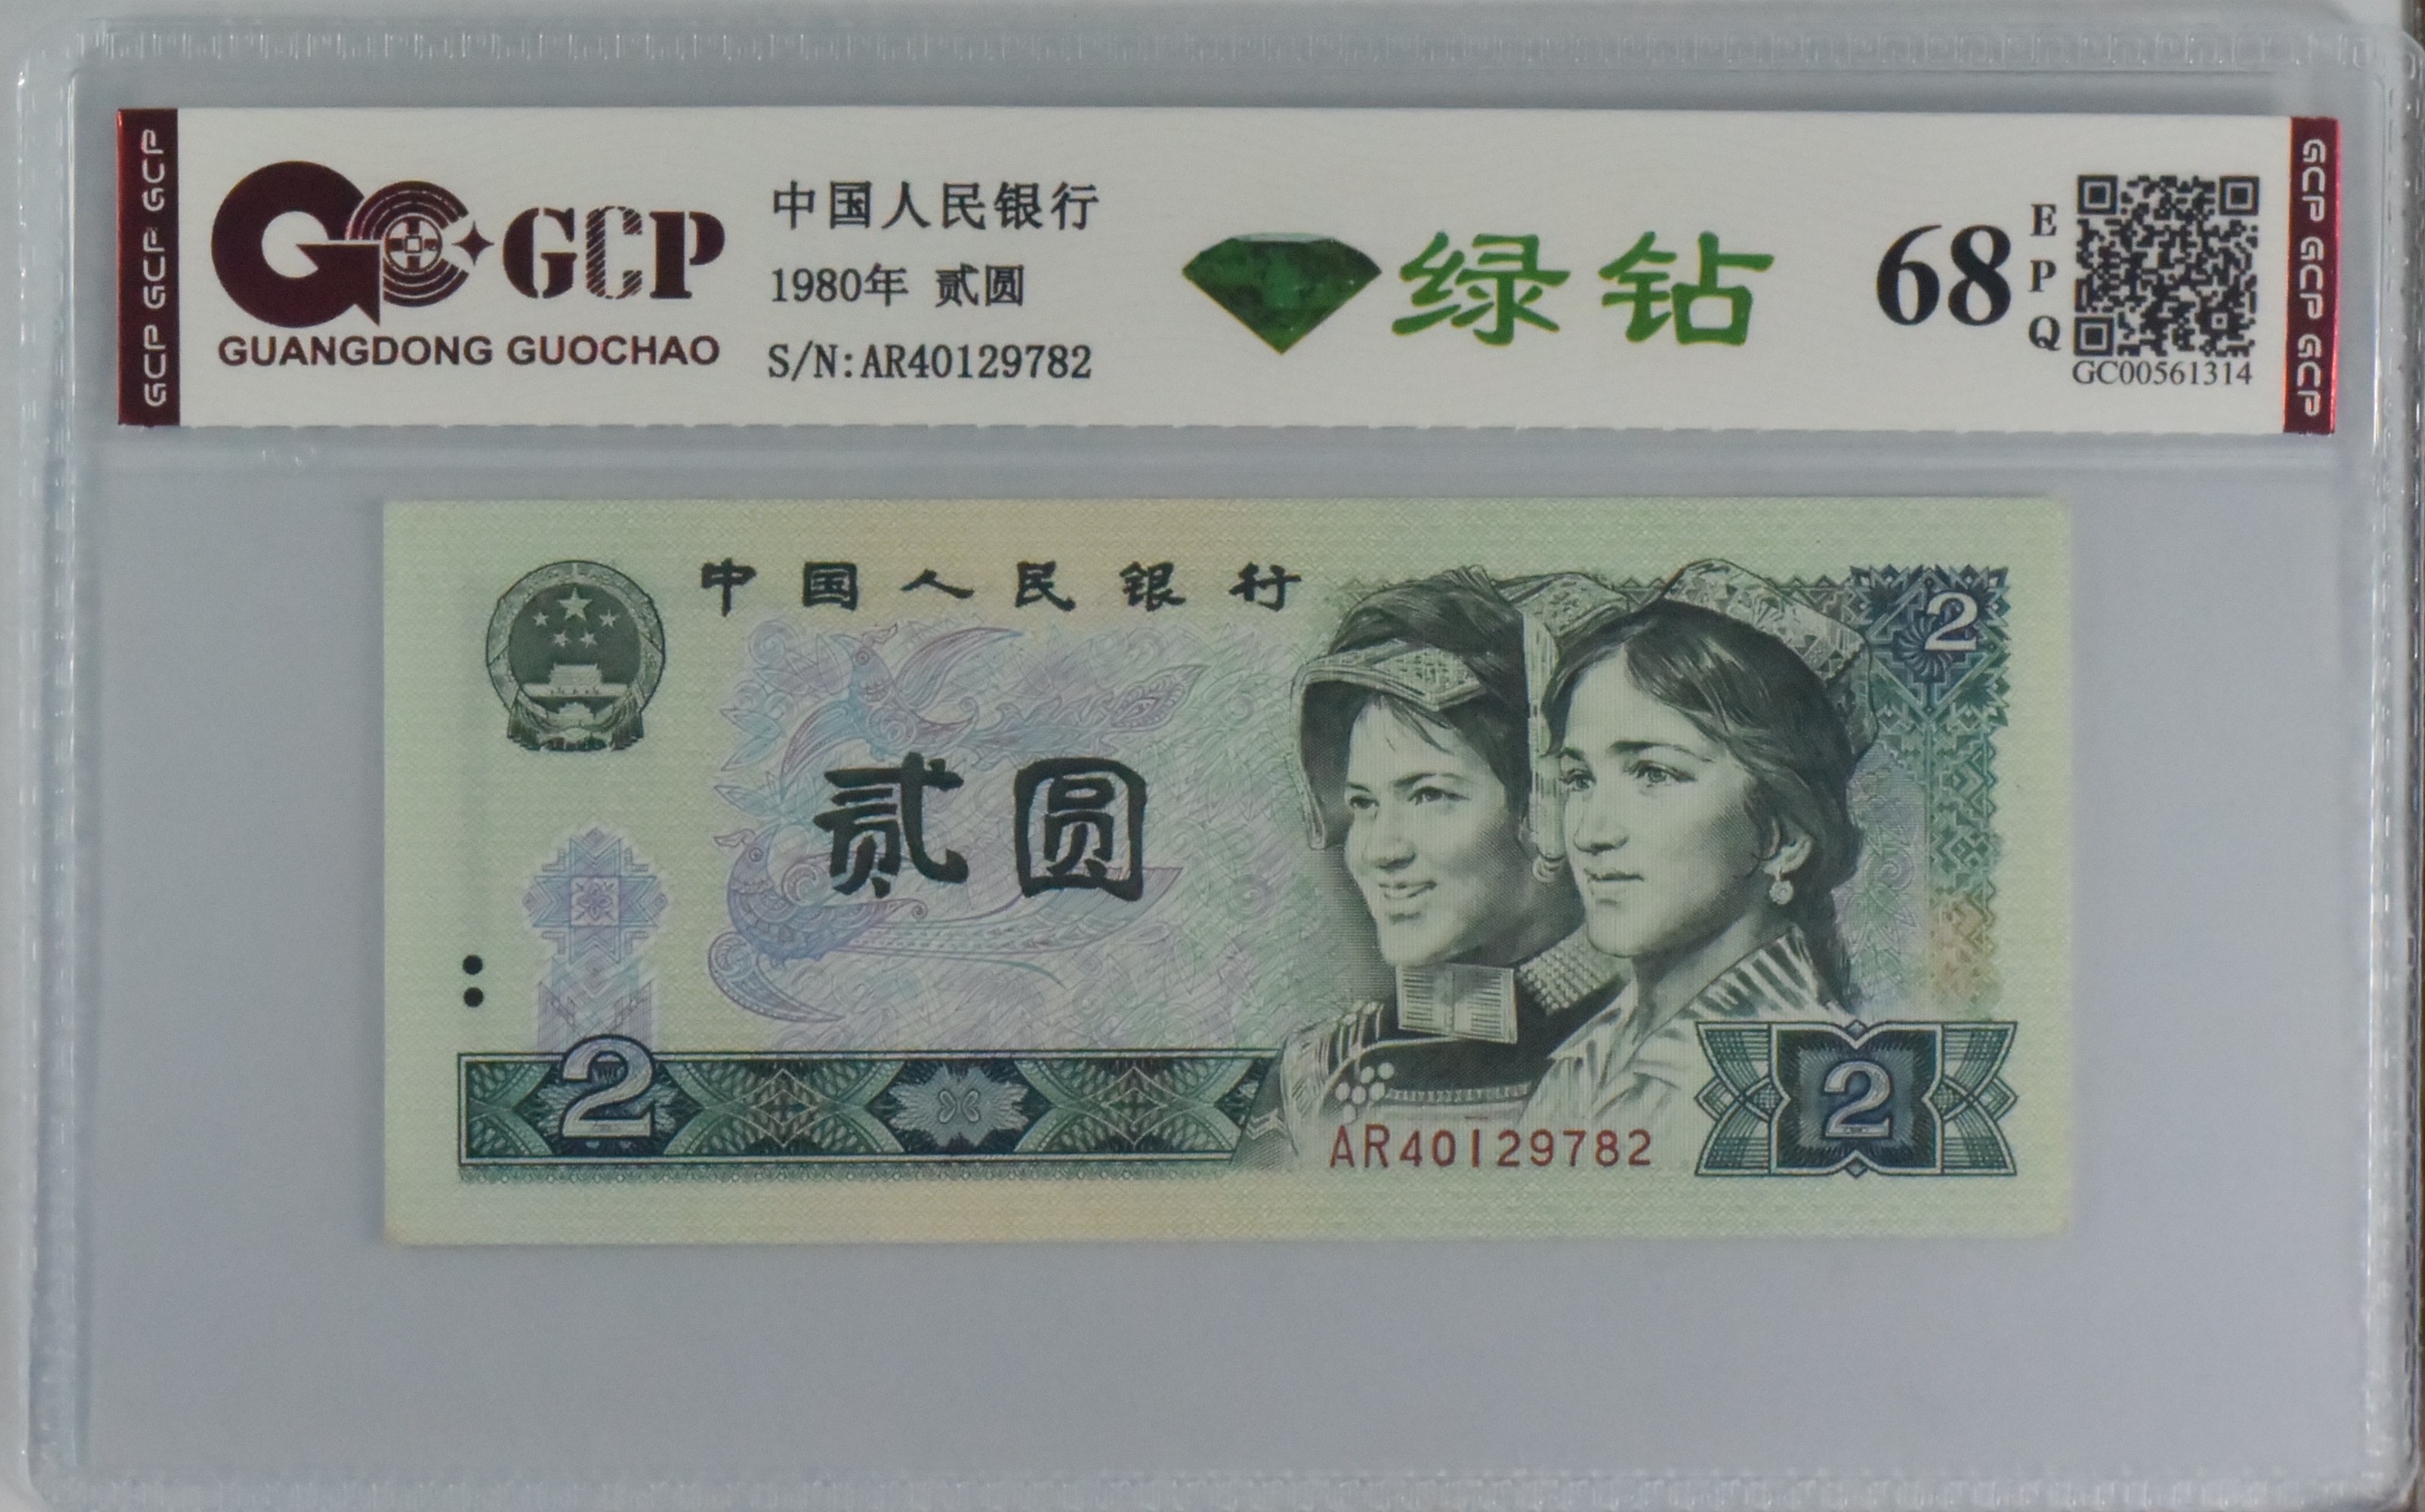 GCP GCP GCP
GCP
GUANGDONG GUOCHAO
中国人民银行
1980年 贰圆
S/N:AR40129782
绿钻
68
EPQ
GC00561314
GCP GCP GCP
中国人民银行
2
贰圆
2
AR40129782
2